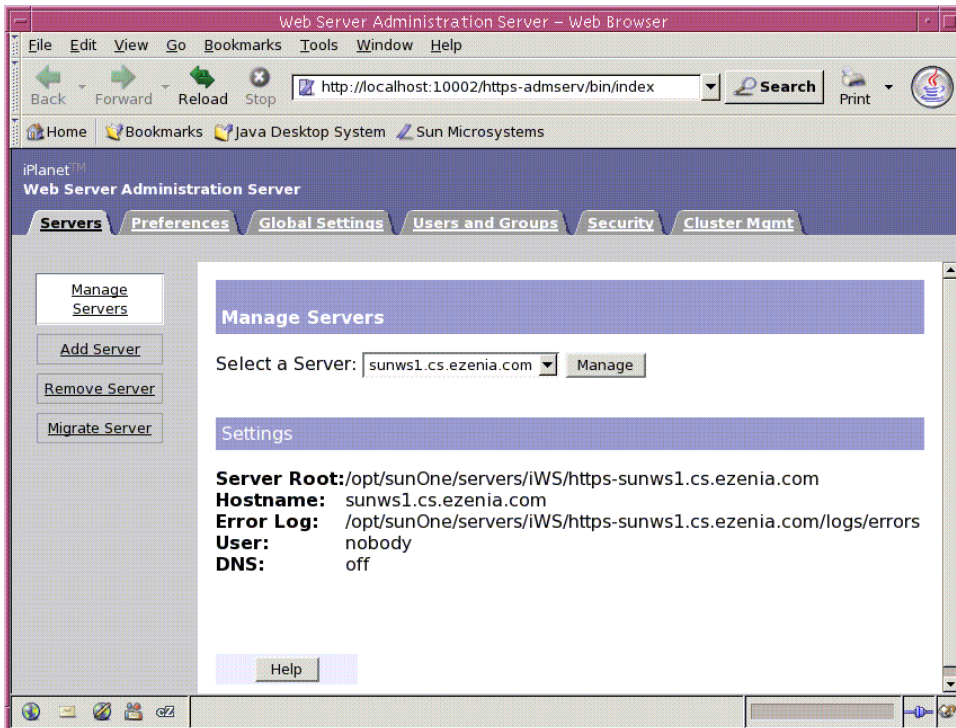 Web Server Administration Server – Web Browser
File Edit View Go Bookmarks Tools Window Help
Back Forward Reload Stop http://localhost:10002/https-admserv/bin/index Search Print
Home Bookmarks Java Desktop System Sun Microsystems
iPlanet™
Web Server Administration Server
Servers Preferences Global Settings Users and Groups Security Cluster Mgmt
Manage Servers
Add Server
Remove Server
Migrate Server
Manage Servers
Select a Server: sunws1.cs.ezenia.com Manage
Settings
Server Root:/opt/sunOne/servers/iWS/https-sunws1.cs.ezenia.com
Hostname: sunws1.cs.ezenia.com
Error Log: /opt/sunOne/servers/iWS/https-sunws1.cs.ezenia.com/logs/errors
User: nobody
DNS: off
Help